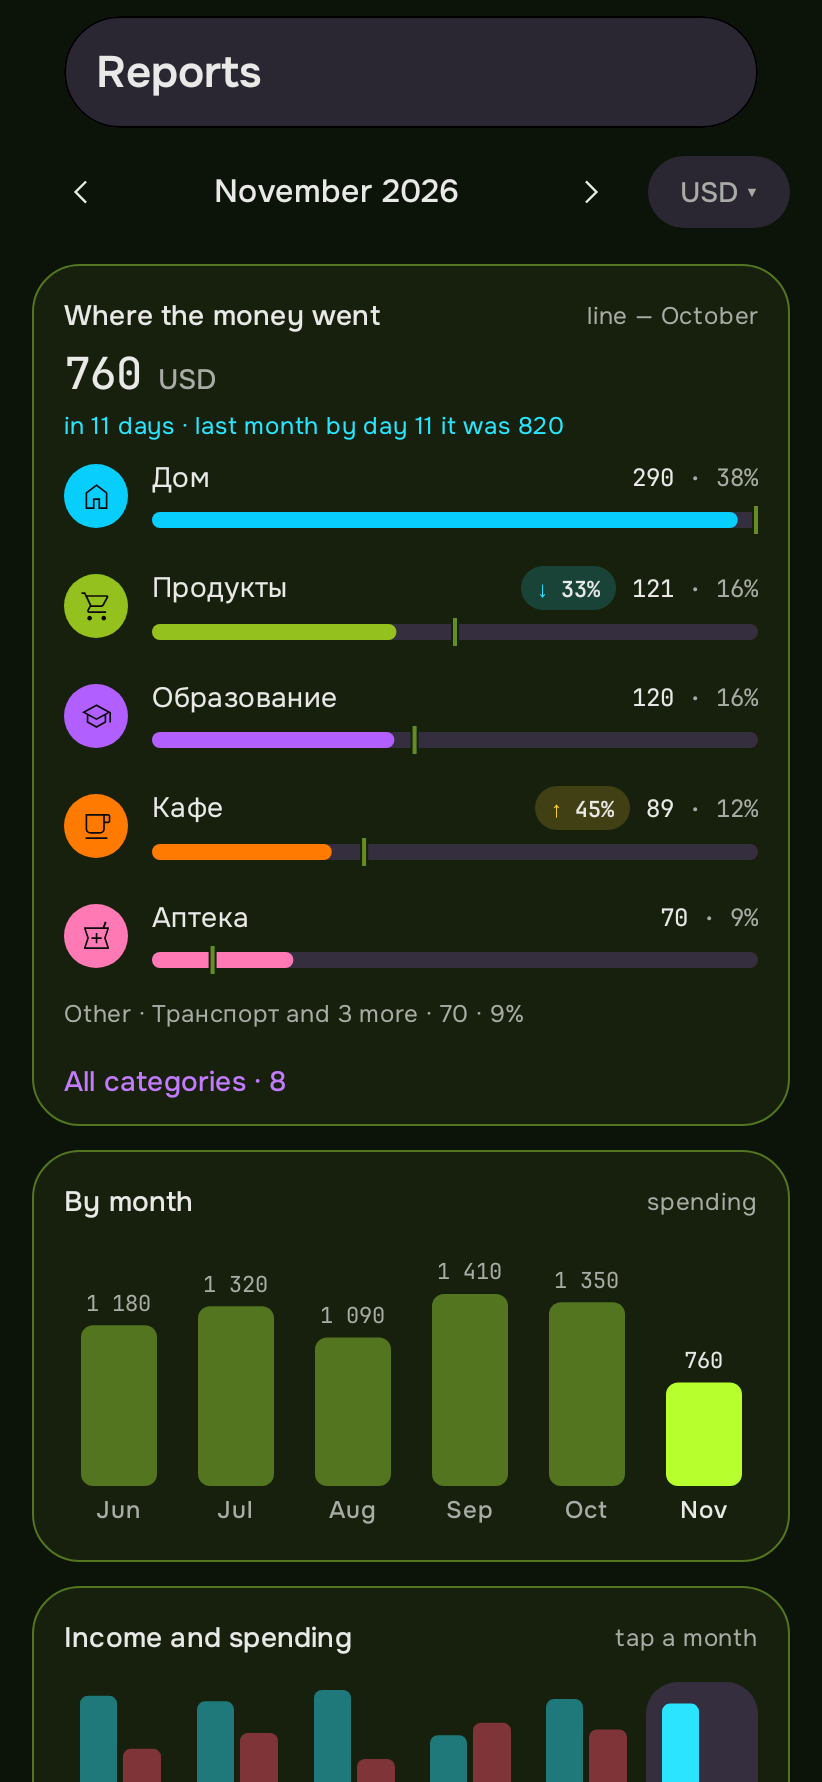 Reports
November 2026
USD ▾
Where the money went
line — October
760 USD
in 11 days · last month by day 11 it was 820
Дом
290 · 38%
Продукты
↓ 33% 121 · 16%
Образование
120 · 16%
Кафе
↑ 45% 89 · 12%
Аптека
70 · 9%
Other · Транспорт and 3 more · 70 · 9%
All categories · 8
By month
spending
1 180
1 320
1 090
1 410
1 350
760
Jun
Jul
Aug
Sep
Oct
Nov
Income and spending
tap a month